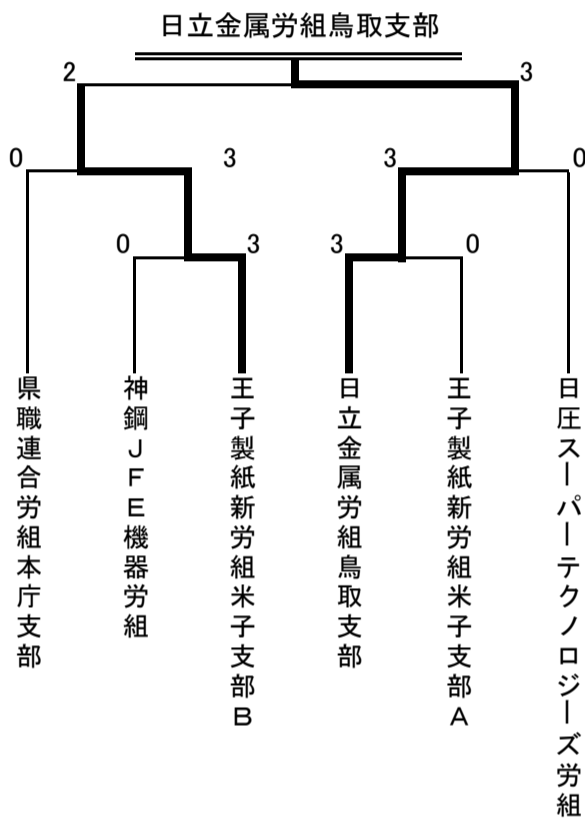 日立金属労組鳥取支部
2
3
0
3
3
0
0
3
3
0
県職連合労組本庁支部
神鋼JFE機器労組
王子製紙新労組米子支部B
日立金属労組鳥取支部
王子製紙新労組米子支部A
日圧スーパーテクノロジーズ労組